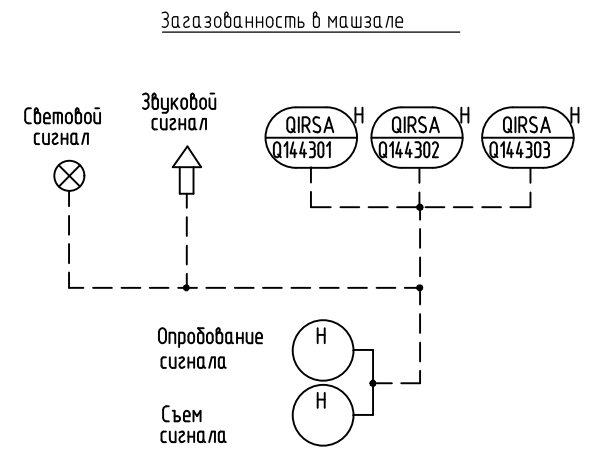 Загазованность в машзале
Световой
сигнал
Звуковой
сигнал
QIRSA
Q144301
H
QIRSA
Q144302
H
QIRSA
Q144303
H
Опробование
сигнала
H
Съем
сигнала
H